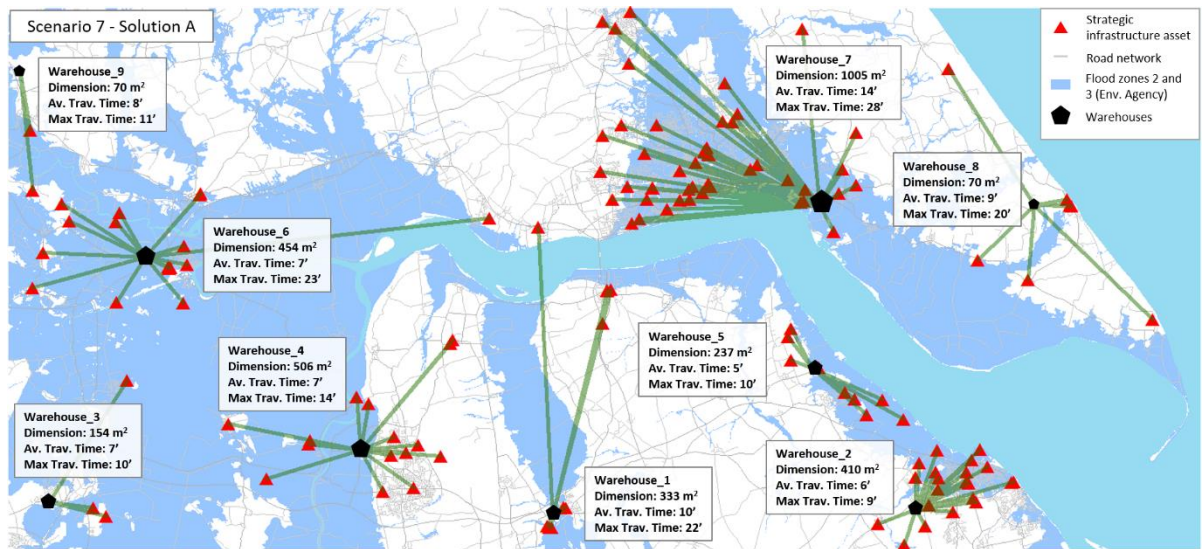 Scenario 7 - Solution A
Warehouse_9
Dimension: 70 m²
Av. Trav. Time: 8’
Max Trav. Time: 11’
Warehouse_7
Dimension: 1005 m²
Av. Trav. Time: 14’
Max Trav. Time: 28’
Strategic
infrastructure asset
Road network
Flood zones 2 and
3 (Env. Agency)
Warehouses
Warehouse_8
Dimension: 70 m²
Av. Trav. Time: 9’
Max Trav. Time: 20’
Warehouse_6
Dimension: 454 m²
Av. Trav. Time: 7’
Max Trav. Time: 23’
Warehouse_4
Dimension: 506 m²
Av. Trav. Time: 7’
Max Trav. Time: 14’
Warehouse_5
Dimension: 237 m²
Av. Trav. Time: 5’
Max Trav. Time: 10’
Warehouse_3
Dimension: 154 m²
Av. Trav. Time: 7’
Max Trav. Time: 10’
Warehouse_1
Dimension: 333 m²
Av. Trav. Time: 10’
Max Trav. Time: 22’
Warehouse_2
Dimension: 410 m²
Av. Trav. Time: 6’
Max Trav. Time: 9’